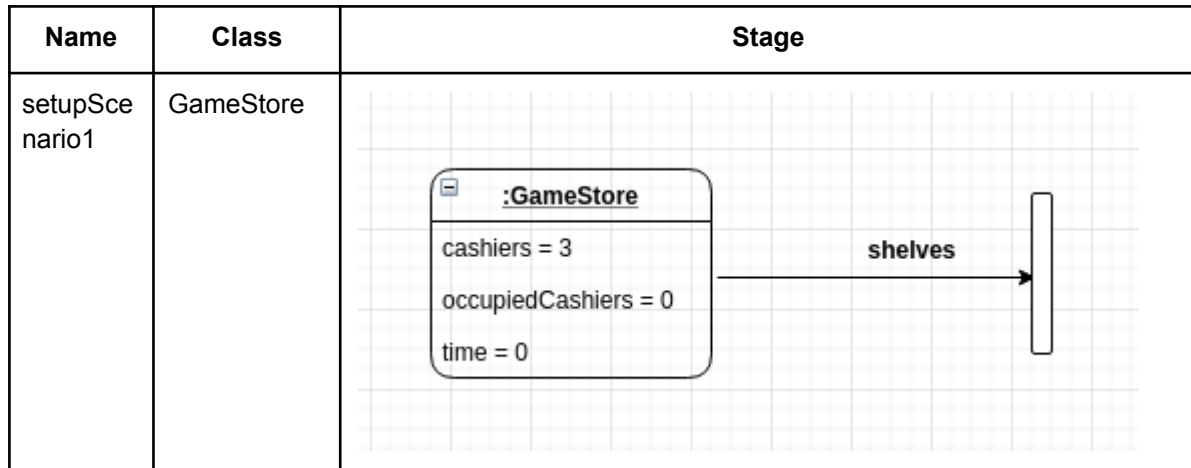 Name Class Stage
setupSce GameStore
nario1
:GameStore
cashiers = 3
shelves
occupiedCashiers = 0
time = 0